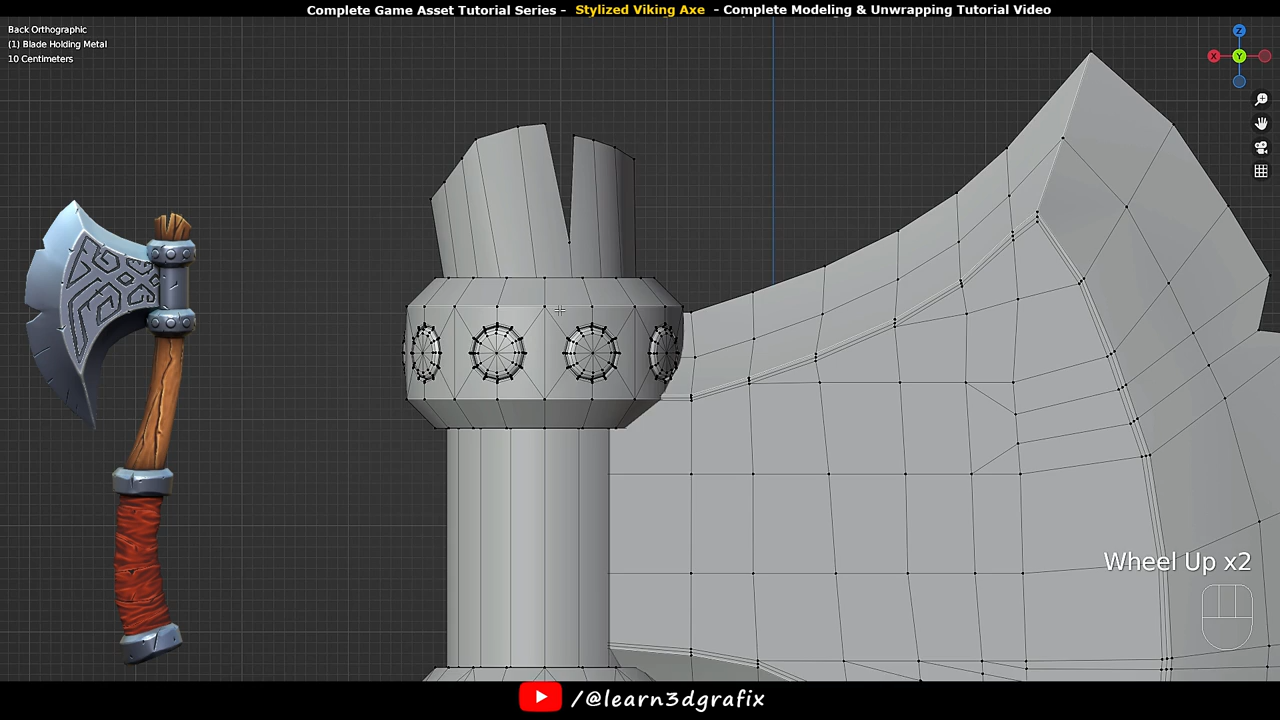 Complete Game Asset Tutorial Series - Stylized Viking Axe - Complete Modeling & Unwrapping Tutorial Video
Back Orthographic
(1) Blade Holding Metal
10 Centimeters
Z
X
Y
Wheel Up x2
/@learn3dgrafix